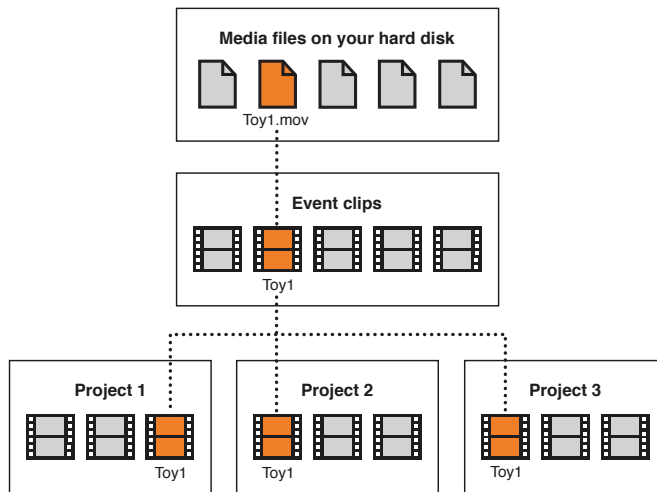 Media files on your hard disk
Toy1.mov
Event clips
Toy1
Project 1
Project 2
Project 3
Toy1
Toy1
Toy1